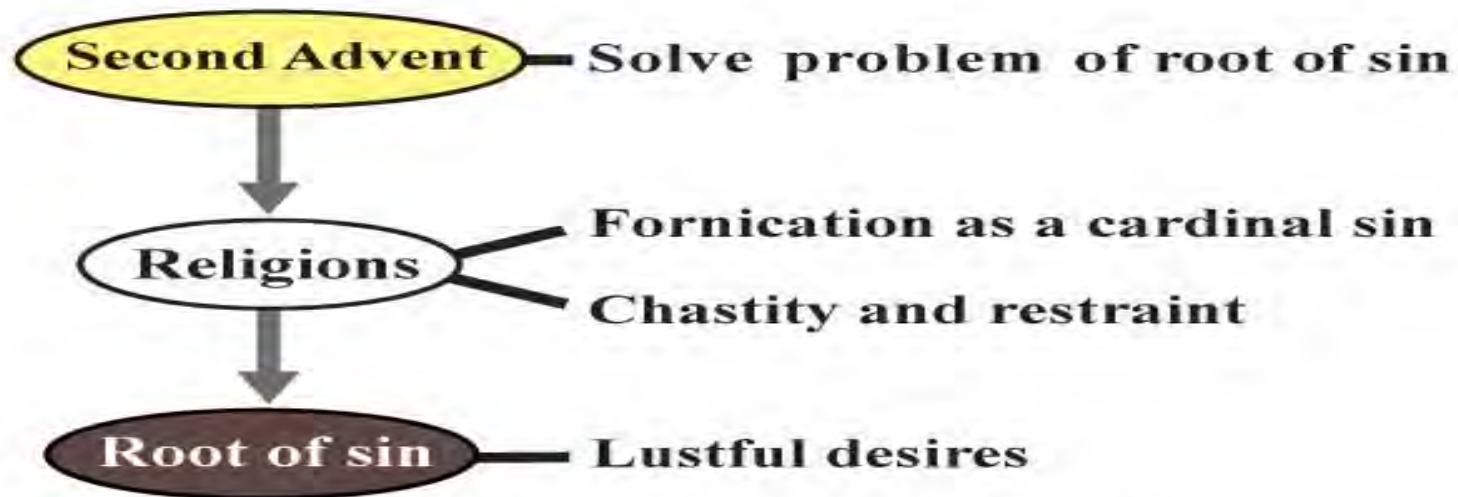 Second Advent
Solve problem of root of sin
Religions
Fornication as a cardinal sin
Chastity and restraint
Root of sin
Lustful desires